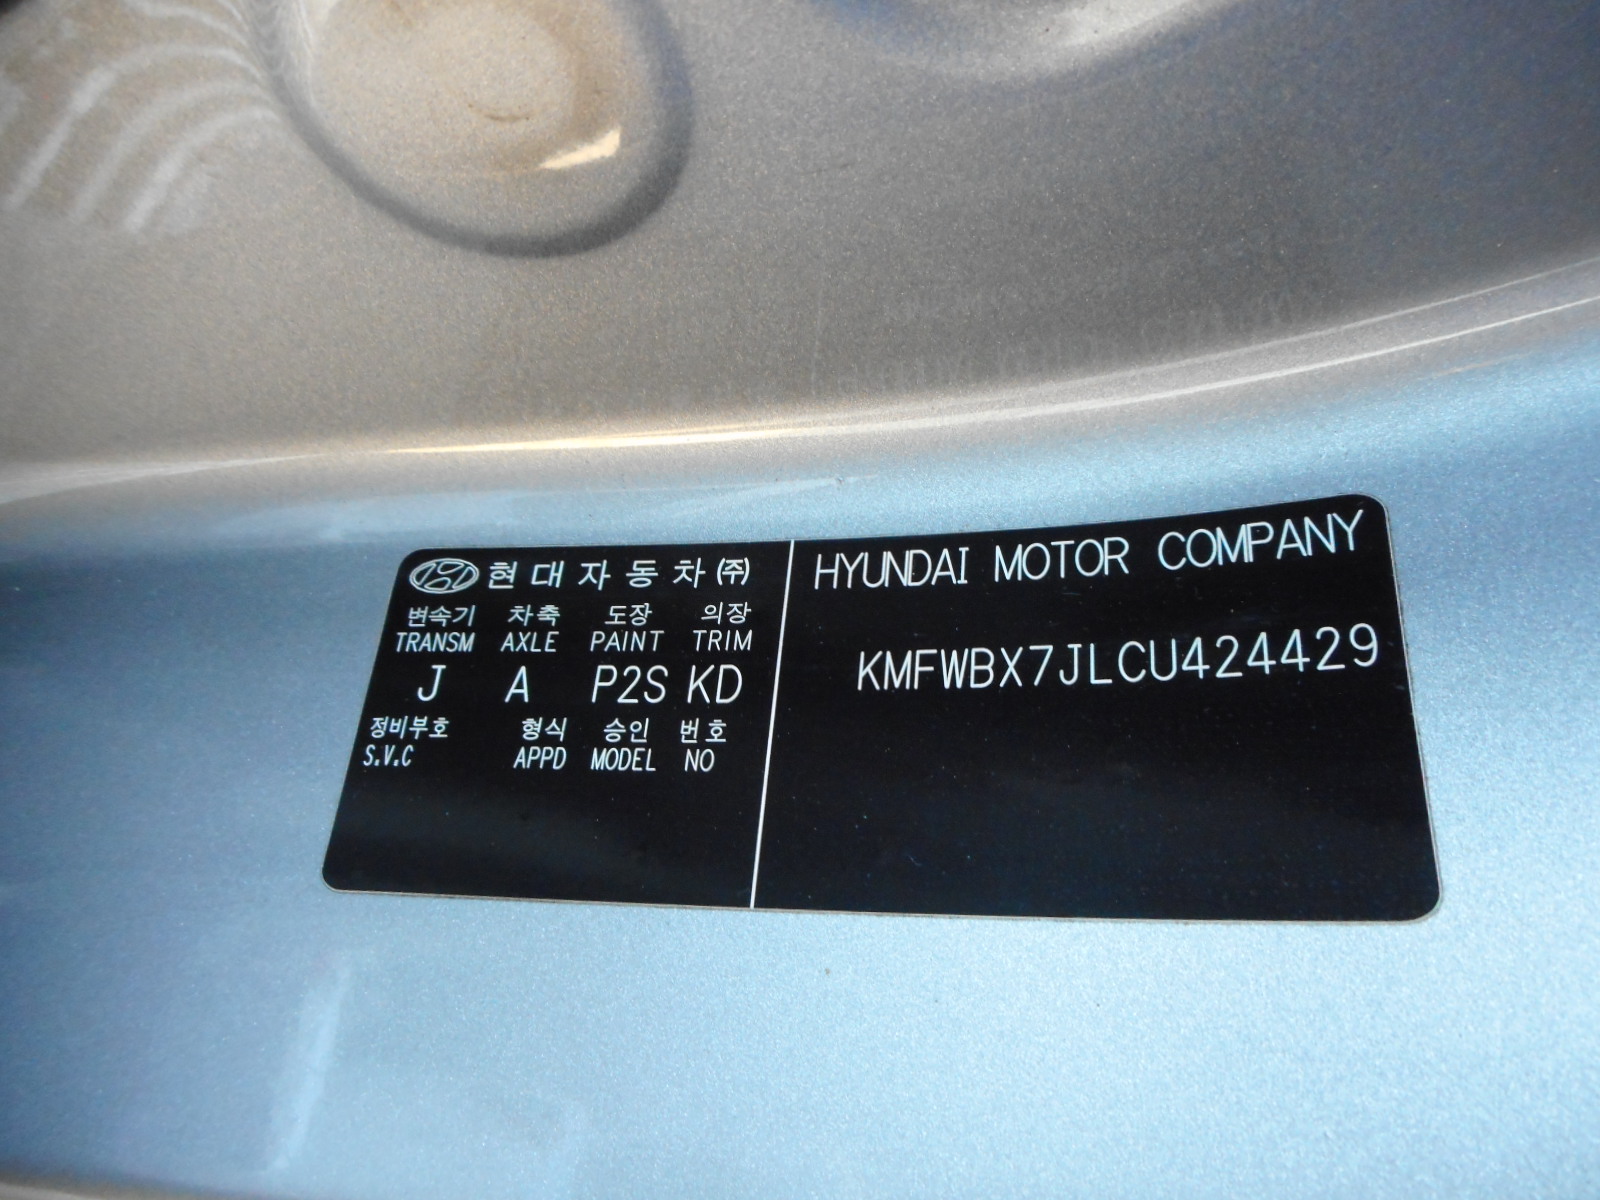 현대자동차(주)
변속기 차축 도장 의장
TRANSM AXLE PAINT TRIM
J A P2S KD
정비부호 형식 승인 번호
S.V.C APPD MODEL NO
HYUNDAI MOTOR COMPANY
KMFWBX7JLCU424429